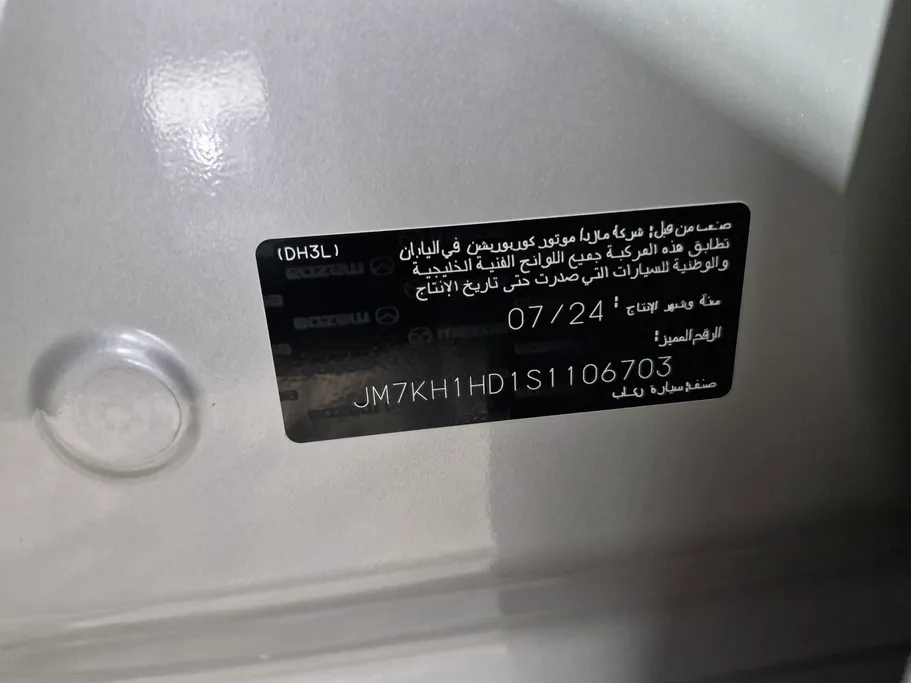 (DH3L)
صنعت من قبل: شركة مازدا موتور كوربوريشن في اليابان
تطابق هذه المركبة جميع اللوائح الفنية الخليجية
والوطنية للسيارات التي صدرت حتى تاريخ الإنتاج
سنة وشهر الإنتاج : 07/24
الرقم المميز:
JM7KH1HD1S1106703
صنف: سيارة ركاب